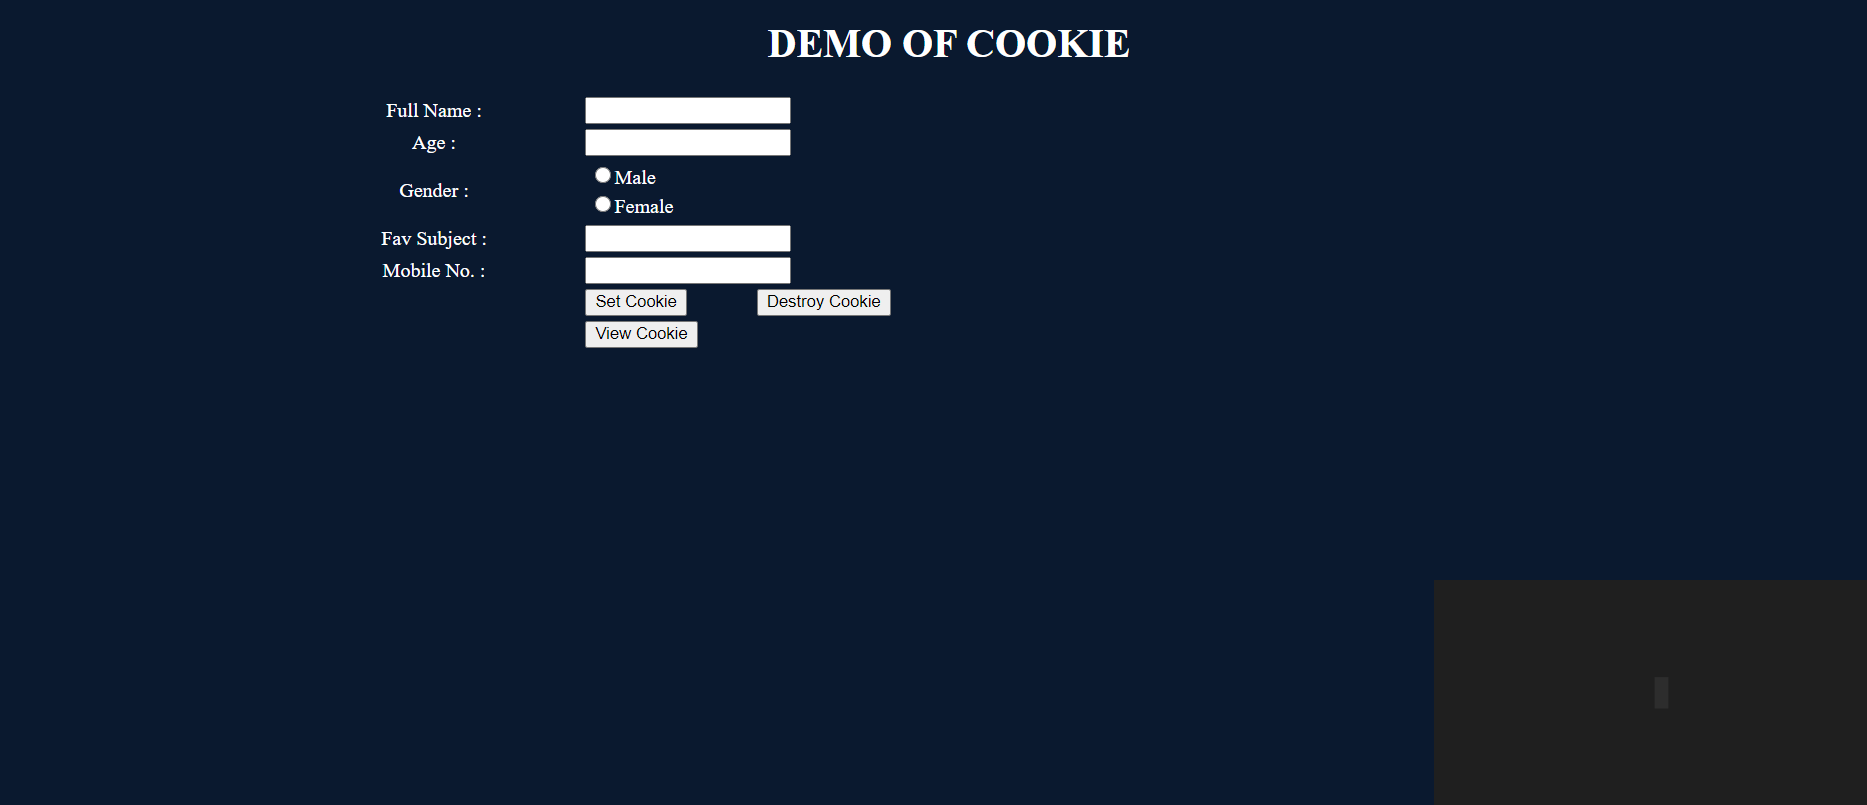 DEMO OF COOKIE
Full Name :
Age :
Gender :
Male
Female
Fav Subject :
Mobile No. :
Set Cookie
Destroy Cookie
View Cookie